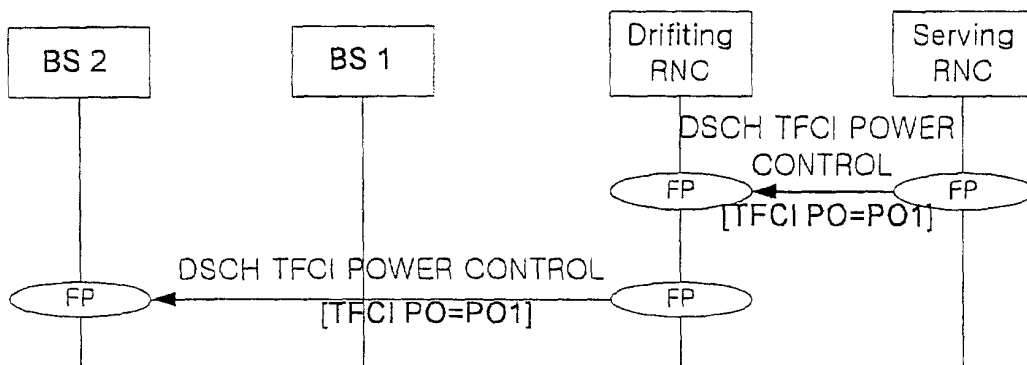 BS 2
BS 1
Drifiting
RNC
Serving
RNC
DSCH TFCI POWER
CONTROL
FP
FP
[TFCI PO=PO1]
DSCH TFCI POWER CONTROL
FP
FP
[TFCI PO=PO1]